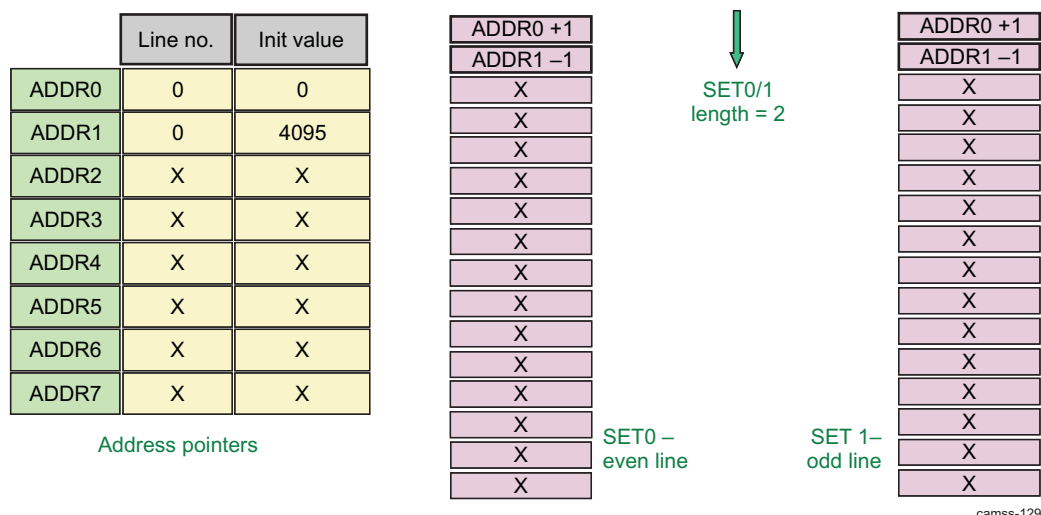 Line no. Init value
ADDR0 0 0
ADDR1 0 4095
ADDR2 X X
ADDR3 X X
ADDR4 X X
ADDR5 X X
ADDR6 X X
ADDR7 X X
Address pointers
ADDR0 +1
ADDR1 –1
X
X
X
X
X
X
X
X
X
X
X
X
X
X
SET0 –
even line
SET0/1
length = 2
ADDR0 +1
ADDR1 –1
X
X
X
X
X
X
X
X
X
X
X
X
X
X
SET 1–
odd line
camss-129